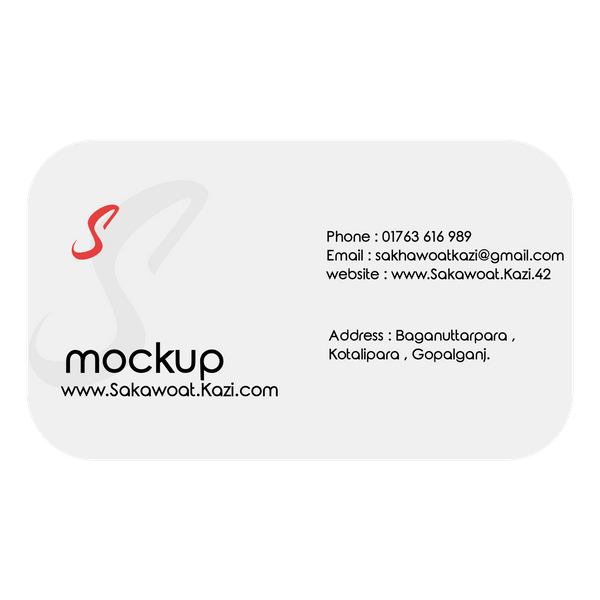 S
mockup
www.Sakawoat.Kazi.com
Phone : 01763 616 989
Email : sakhawoatkazi@gmail.com
website : www.Sakawoat.Kazi.42
Address : Baganuttarpara ,
Kotalipara , Gopalganj.